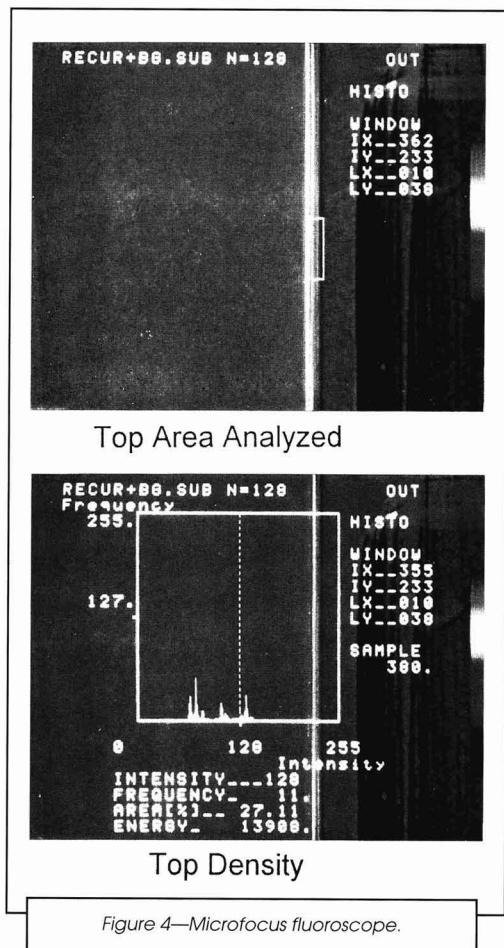 RECUR+BG.SUB N=128 OUT
HISTO
WINDOW
IX__362
IY__233
LX__010
LY__038
Top Area Analyzed
RECUR+BG.SUB N=128 OUT
Frequency
255.
HISTO
WINDOW
IX__355
IY__233
LX__010
LY__038
127.
SAMPLE
380.
0 128 255
Intensity
INTENSITY___128
FREQUENCY_ 11.
AREA[%]__ 27.11
ENERGY_ 13908.
Top Density
Figure 4—Microfocus fluoroscope.